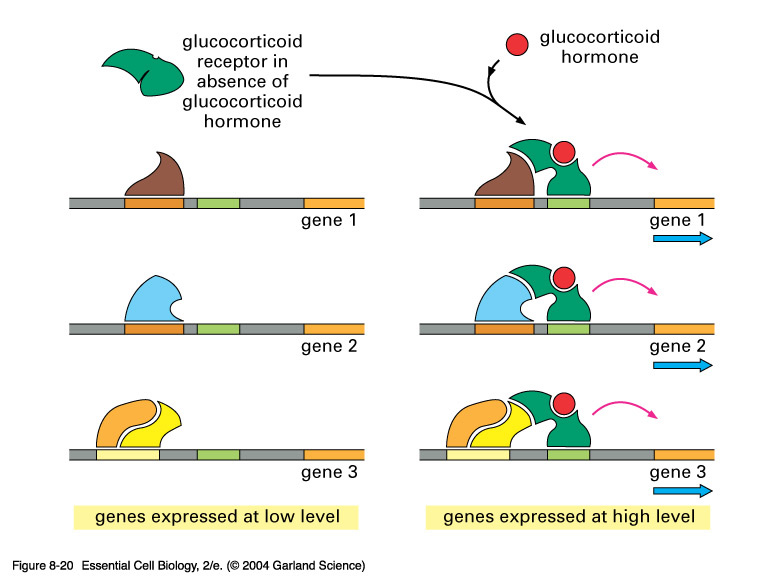 glucocorticoid
receptor in
absence of
glucocorticoid
hormone
glucocorticoid
hormone
gene 1
gene 1
gene 2
gene 2
gene 3
gene 3
genes expressed at low level
genes expressed at high level
Figure 8-20 Essential Cell Biology, 2/e. (© 2004 Garland Science)